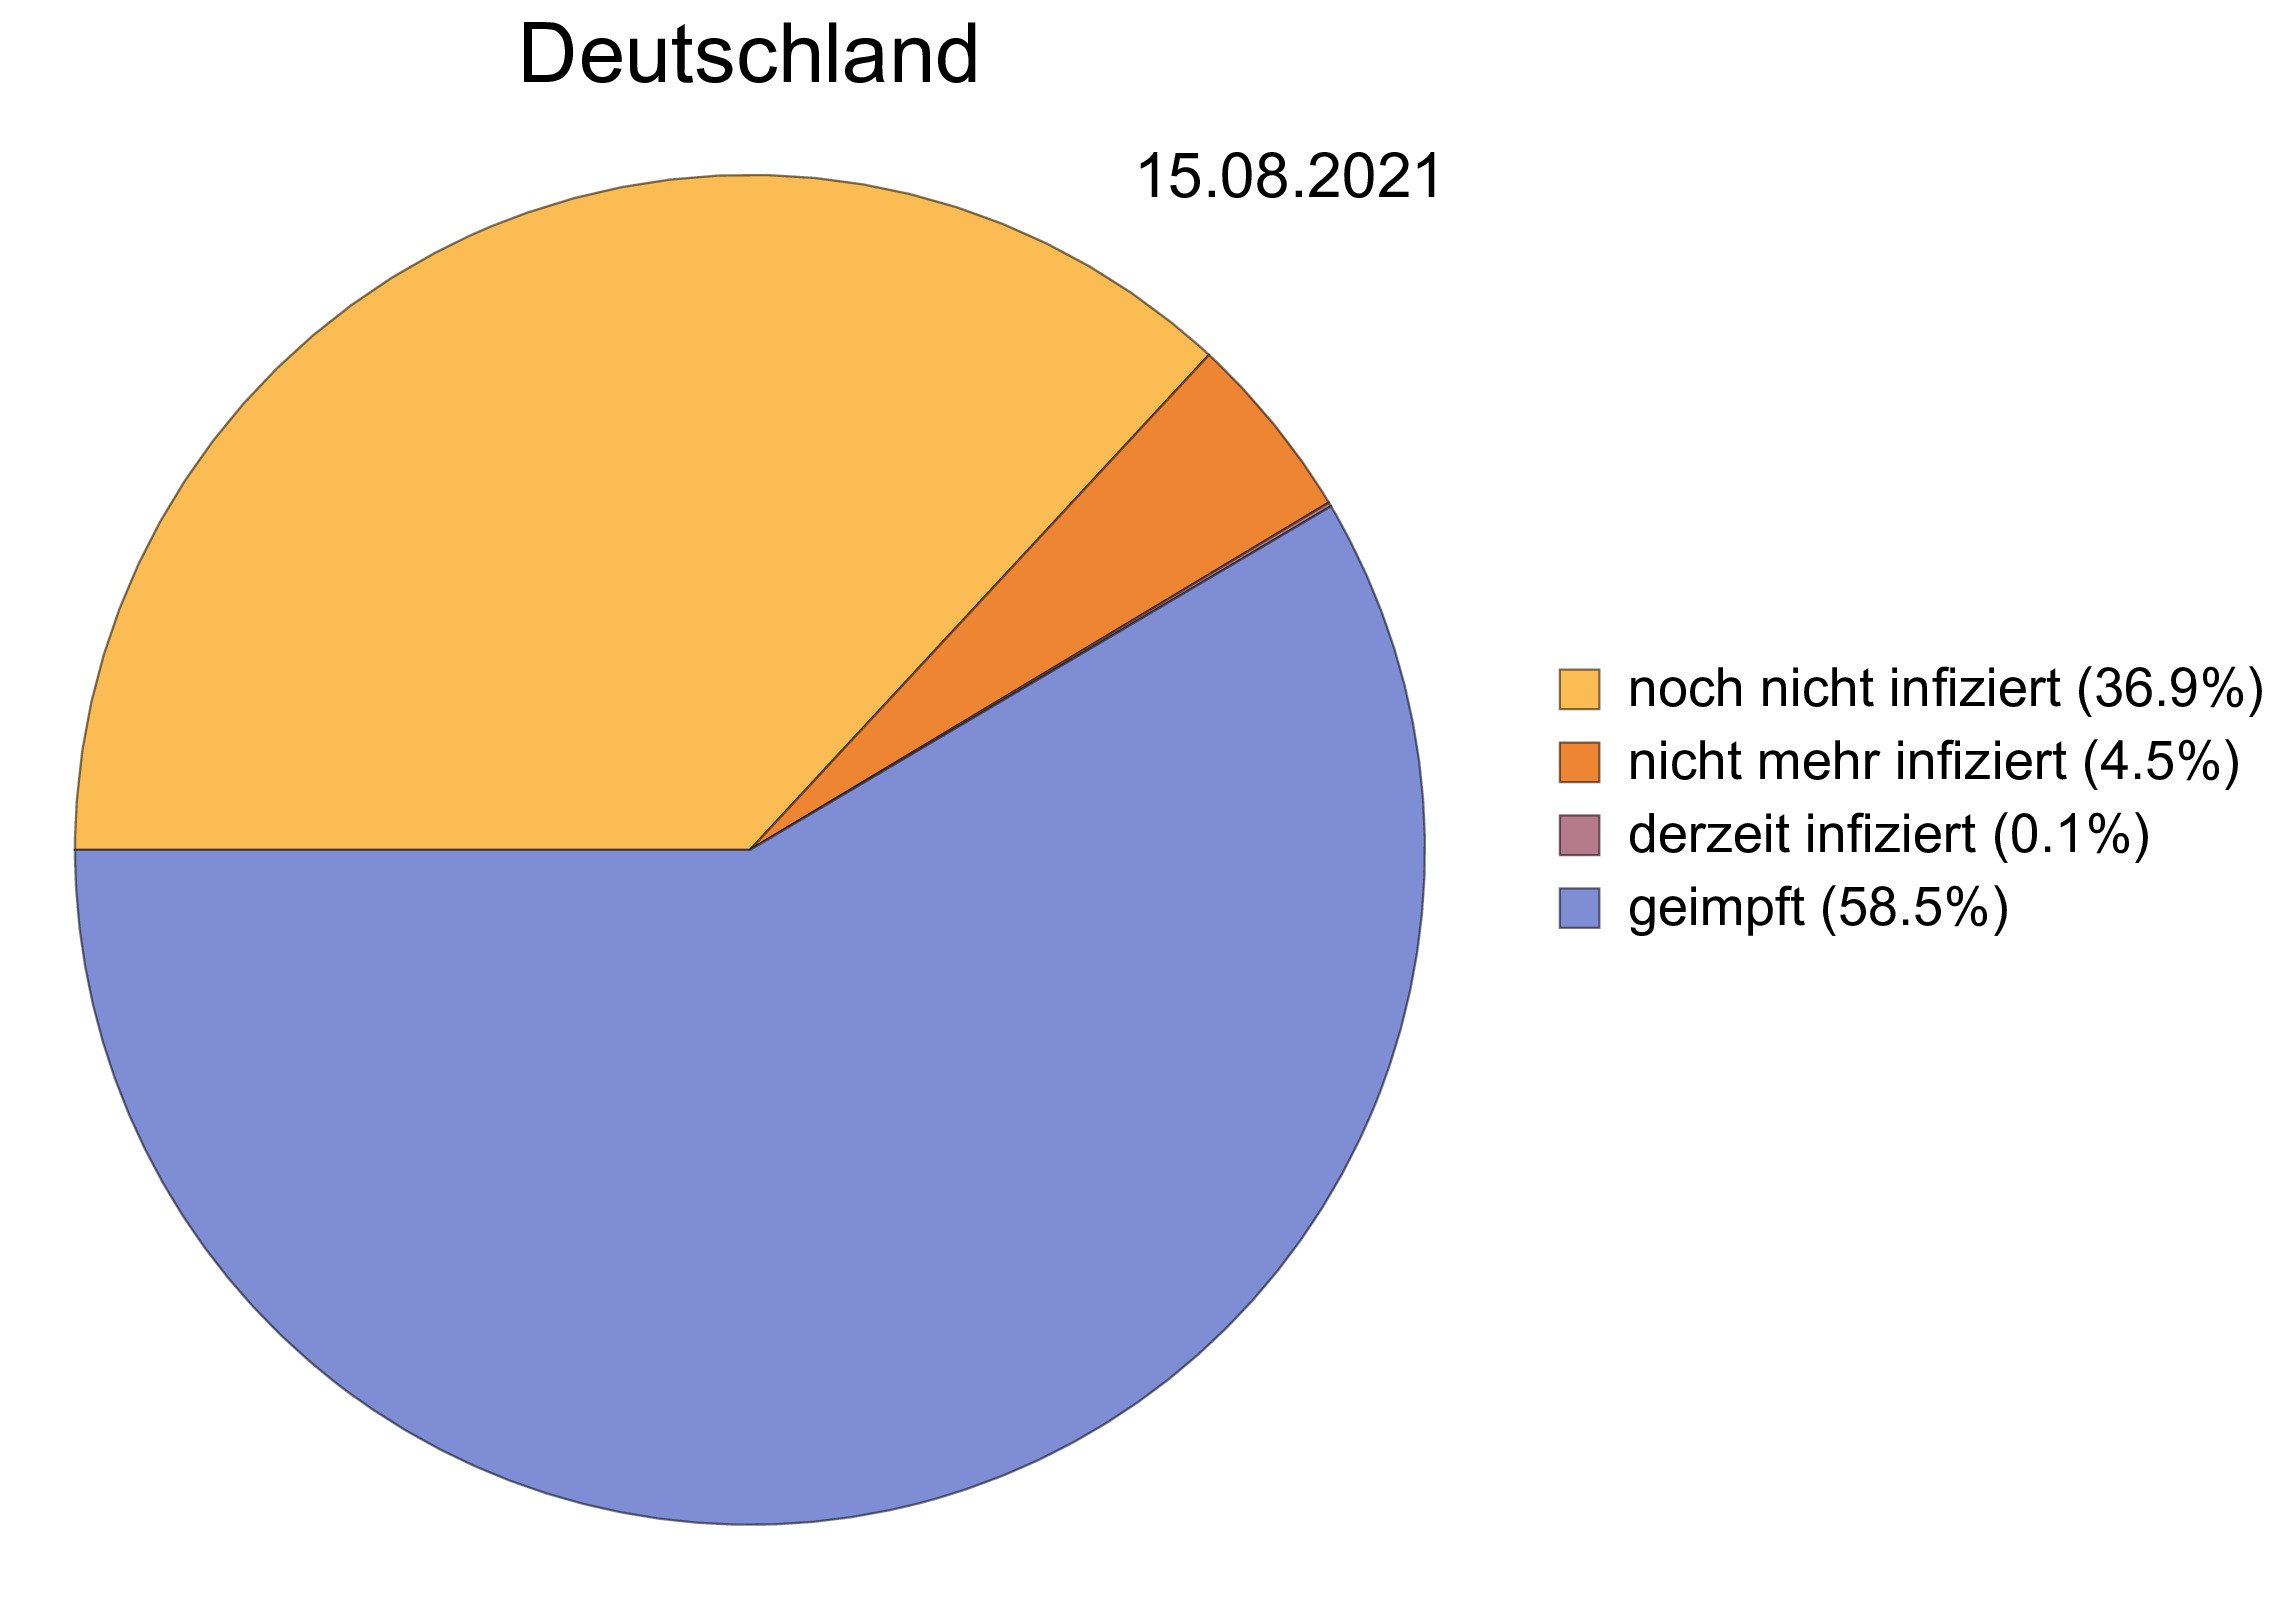 Deutschland
15.08.2021
noch nicht infiziert (36.9%)
nicht mehr infiziert (4.5%)
derzeit infiziert (0.1%)
geimpft (58.5%)